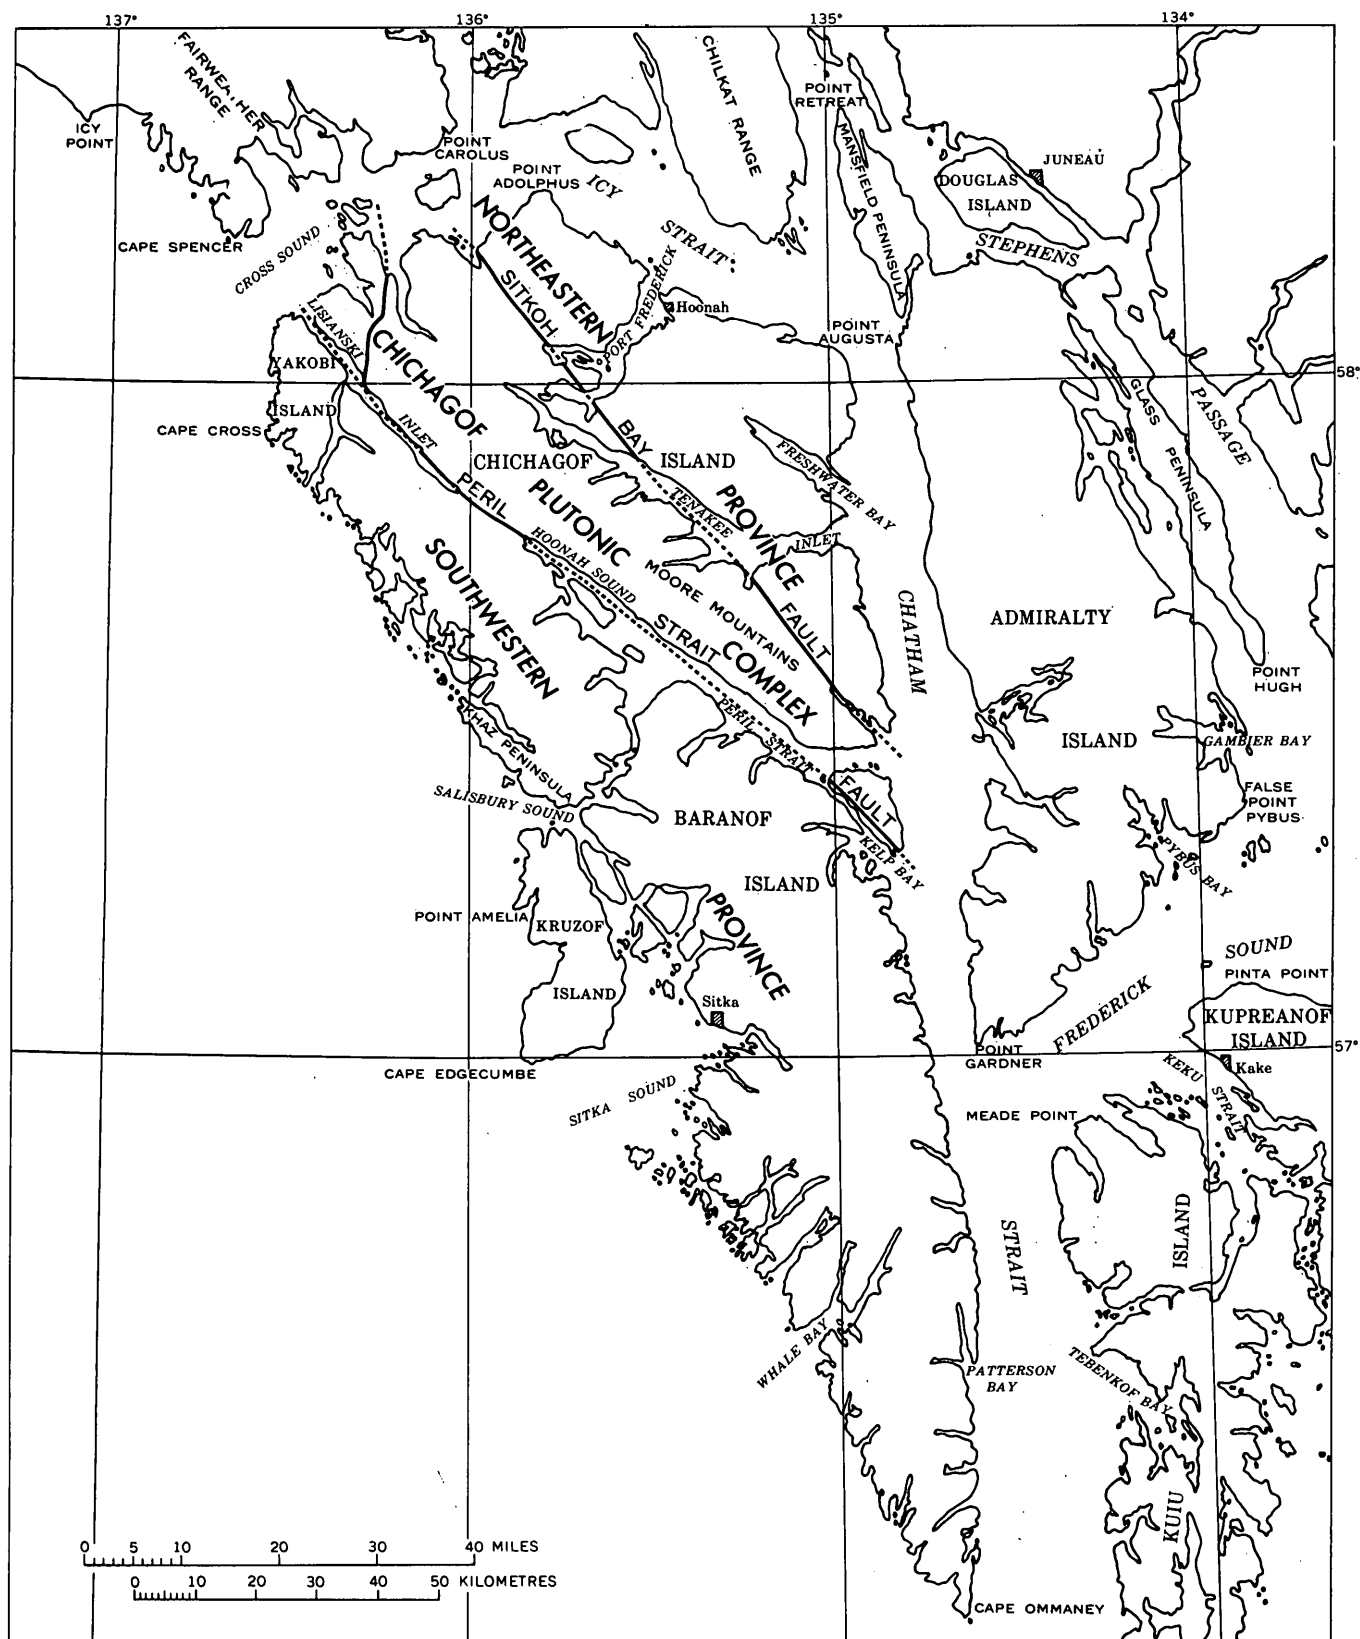 137°
136°
135°
134°
FAIRWEATHER
RANGE
CHILKAT RANGE
POINT
RETREAT
ICY
POINT
POINT
CAROLUS
MANSFIELD PENINSULA
JUNEAU
POINT
ADOLPHUS
ICY
STRAIT
DOUGLAS
ISLAND
CAPE SPENCER
CROSS SOUND
NORTHEASTERN
STEPHENS
SITKOH
PORT FREDERICK
Hoonah
LISIANSKI
POINT
AUGUSTA
CHICHAGOF
YAKOBI
58°
ISLAND
GLASS
PASSAGE
CAPE CROSS
INLET
BAY
CHICHAGOF
ISLAND
FRESHWATER BAY
PENINSULA
PERIL
PLUTONIC
TENAKEE
PROVINCE
HOONAH SOUND
INLET
SOUTHWESTERN
MOORE MOUNTAINS
FAULT
CHATHAM
ADMIRALTY
STRAIT
COMPLEX
POINT
HUGH
KHAZ PENINSULA
PERIL STRAIT
ISLAND
GAMBIER BAY
SALISBURY SOUND
FAULT
FALSE
POINT
PYBUS
BARANOF
KELP BAY
PYBUS BAY
ISLAND
POINT AMELIA
KRUZOF
PROVINCE
SOUND
PINTA POINT
ISLAND
Sitka
FREDERICK
KUPREANOF
ISLAND
57°
POINT
GARDNER
CAPE EDGECUMBE
KEKU
STRAIT
Kake
SITKA SOUND
MEADE POINT
ISLAND
STRAIT
WHALE BAY
PATTERSON
BAY
TEBENKOF BAY
KUIU
0 5 10 20 30 40 MILES
0 10 20 30 40 50 KILOMETRES
CAPE OMMANEY